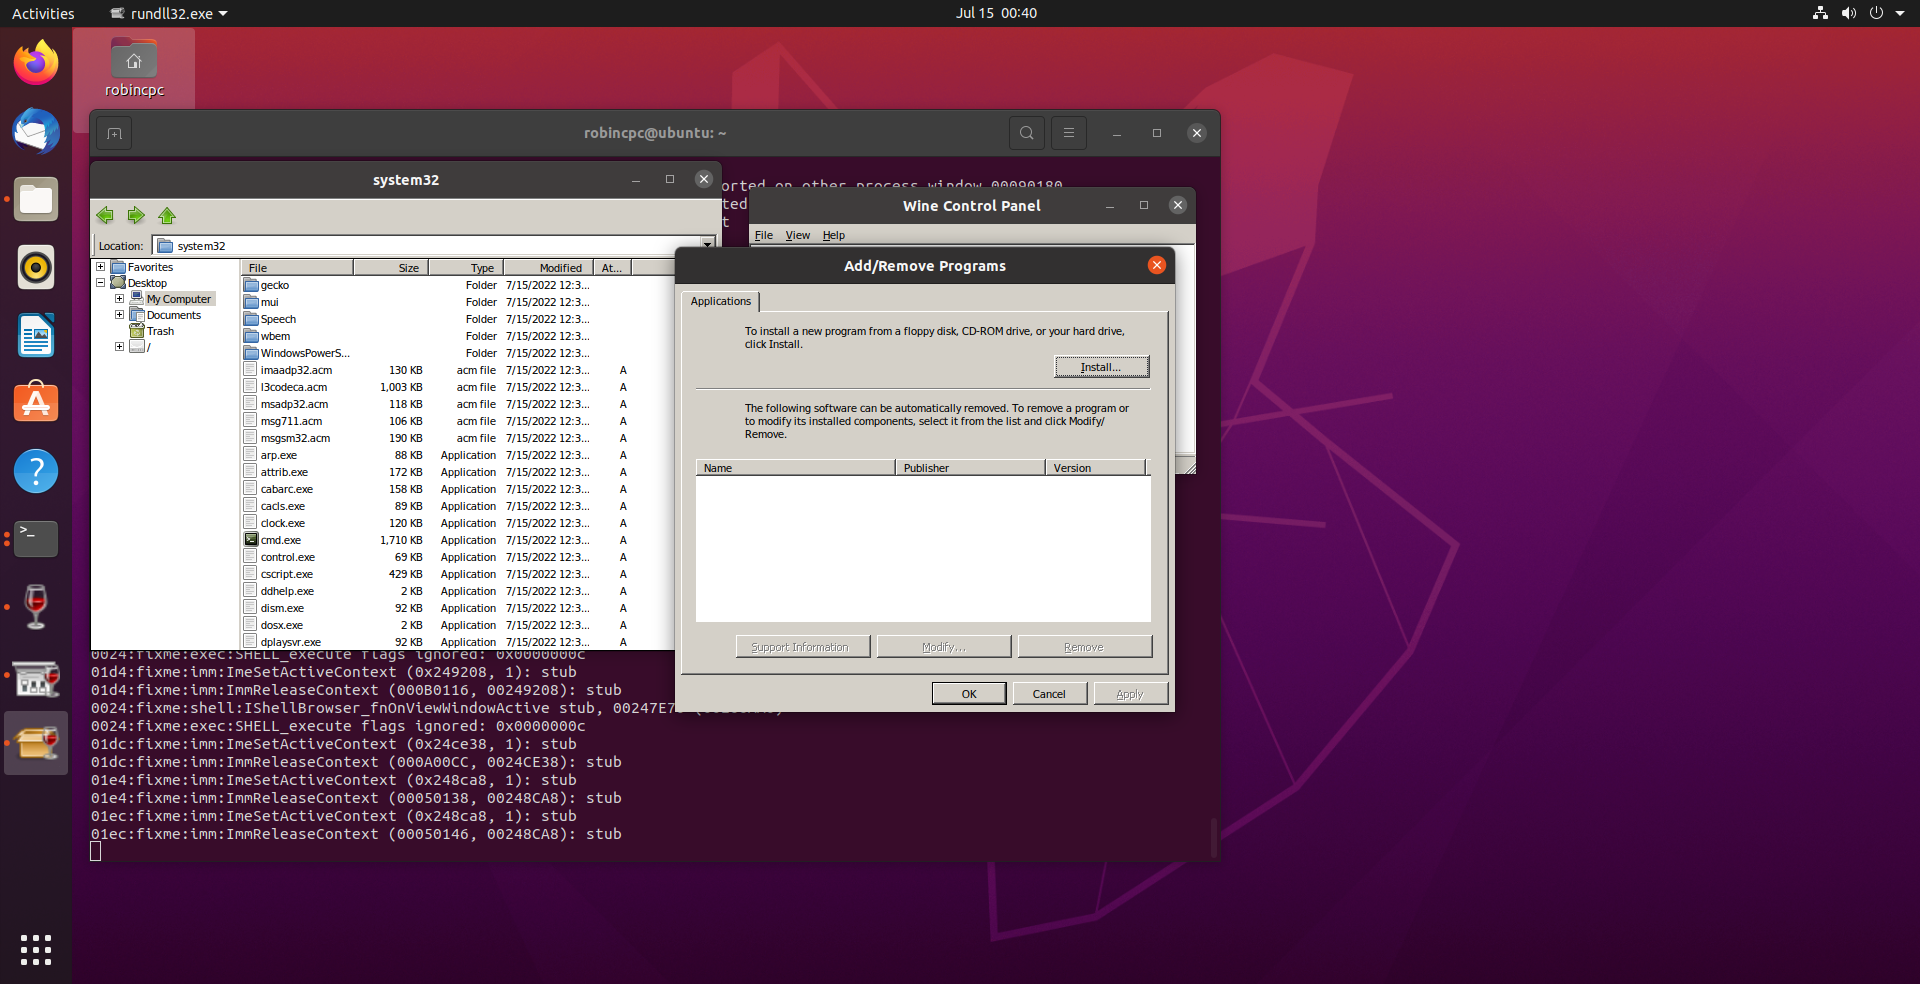 Activities
rundll32.exe
Jul 15 00:40
robincpc
robincpc@ubuntu: ~
orted on other process window 00090180
ted
t
system32
Location:
system32
Favorites
Desktop
My Computer
Documents
Trash
/
File Size Type Modified At...
gecko Folder 7/15/2022 12:3...
mui Folder 7/15/2022 12:3...
Speech Folder 7/15/2022 12:3...
wbem Folder 7/15/2022 12:3...
WindowsPowerS... Folder 7/15/2022 12:3...
imaadp32.acm 130 KB acm file 7/15/2022 12:3... A
l3codeca.acm 1,003 KB acm file 7/15/2022 12:3... A
msadp32.acm 118 KB acm file 7/15/2022 12:3... A
msg711.acm 106 KB acm file 7/15/2022 12:3... A
msgsm32.acm 190 KB acm file 7/15/2022 12:3... A
arp.exe 88 KB Application 7/15/2022 12:3... A
attrib.exe 172 KB Application 7/15/2022 12:3... A
cabarc.exe 158 KB Application 7/15/2022 12:3... A
cacls.exe 89 KB Application 7/15/2022 12:3... A
clock.exe 120 KB Application 7/15/2022 12:3... A
cmd.exe 1,710 KB Application 7/15/2022 12:3... A
control.exe 69 KB Application 7/15/2022 12:3... A
cscript.exe 429 KB Application 7/15/2022 12:3... A
ddhelp.exe 2 KB Application 7/15/2022 12:3... A
dism.exe 92 KB Application 7/15/2022 12:3... A
dosx.exe 2 KB Application 7/15/2022 12:3... A
dplaysvr.exe 92 KB Application 7/15/2022 12:3... A
Wine Control Panel
File View Help
Add/Remove Programs
Applications
To install a new program from a floppy disk, CD-ROM drive, or your hard drive,
click Install.
Install...
The following software can be automatically removed. To remove a program or
to modify its installed components, select it from the list and click Modify/
Remove.
Name Publisher Version
Support Information Modify... Remove
OK Cancel Apply
0024:fixme:exec:SHELL_execute flags ignored: 0x0000000c
01d4:fixme:imm:ImeSetActiveContext (0x249208, 1): stub
01d4:fixme:imm:ImmReleaseContext (000B0116, 00249208): stub
0024:fixme:shell:IShellBrowser_fnOnViewWindowActive stub, 00247E7
0024:fixme:exec:SHELL_execute flags ignored: 0x0000000c
01dc:fixme:imm:ImeSetActiveContext (0x24ce38, 1): stub
01dc:fixme:imm:ImmReleaseContext (000A00CC, 0024CE38): stub
01e4:fixme:imm:ImeSetActiveContext (0x248ca8, 1): stub
01e4:fixme:imm:ImmReleaseContext (00050138, 00248CA8): stub
01ec:fixme:imm:ImeSetActiveContext (0x248ca8, 1): stub
01ec:fixme:imm:ImmReleaseContext (00050146, 00248CA8): stub